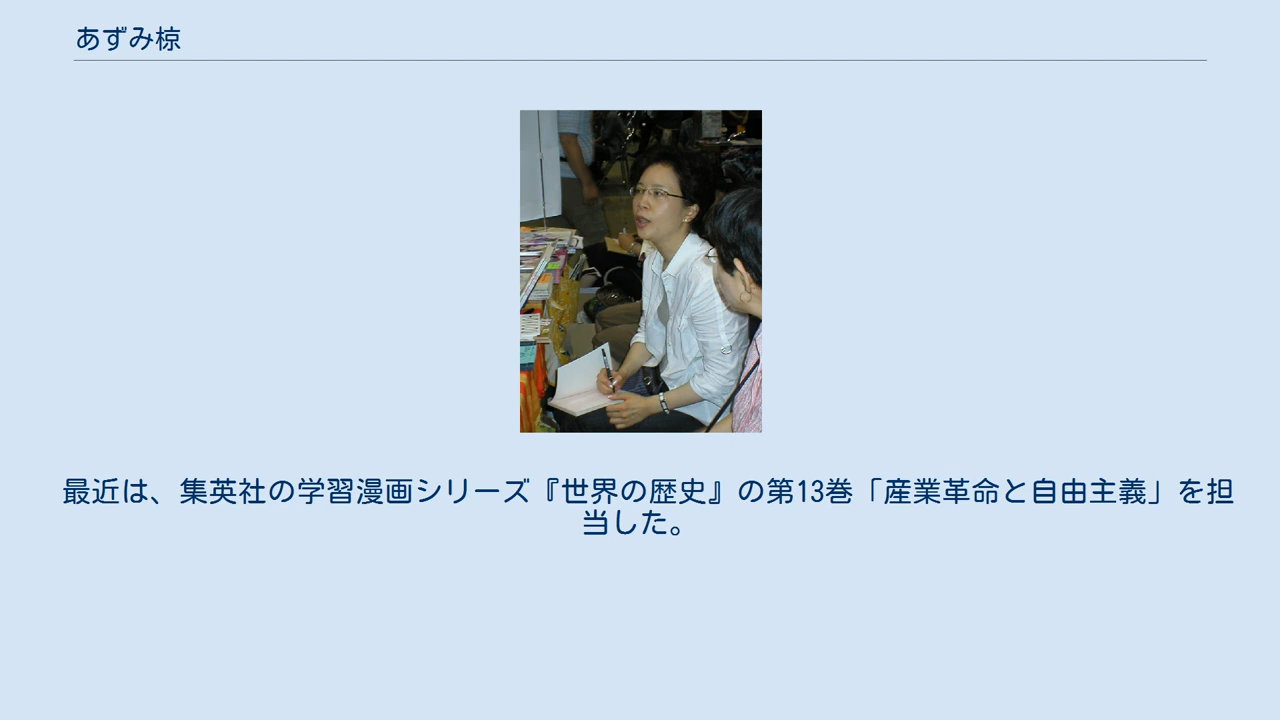 あずみ椋
最近は、集英社の学習漫画シリーズ『世界の歴史』の第13巻「産業革命と自由主義」を担
当した。